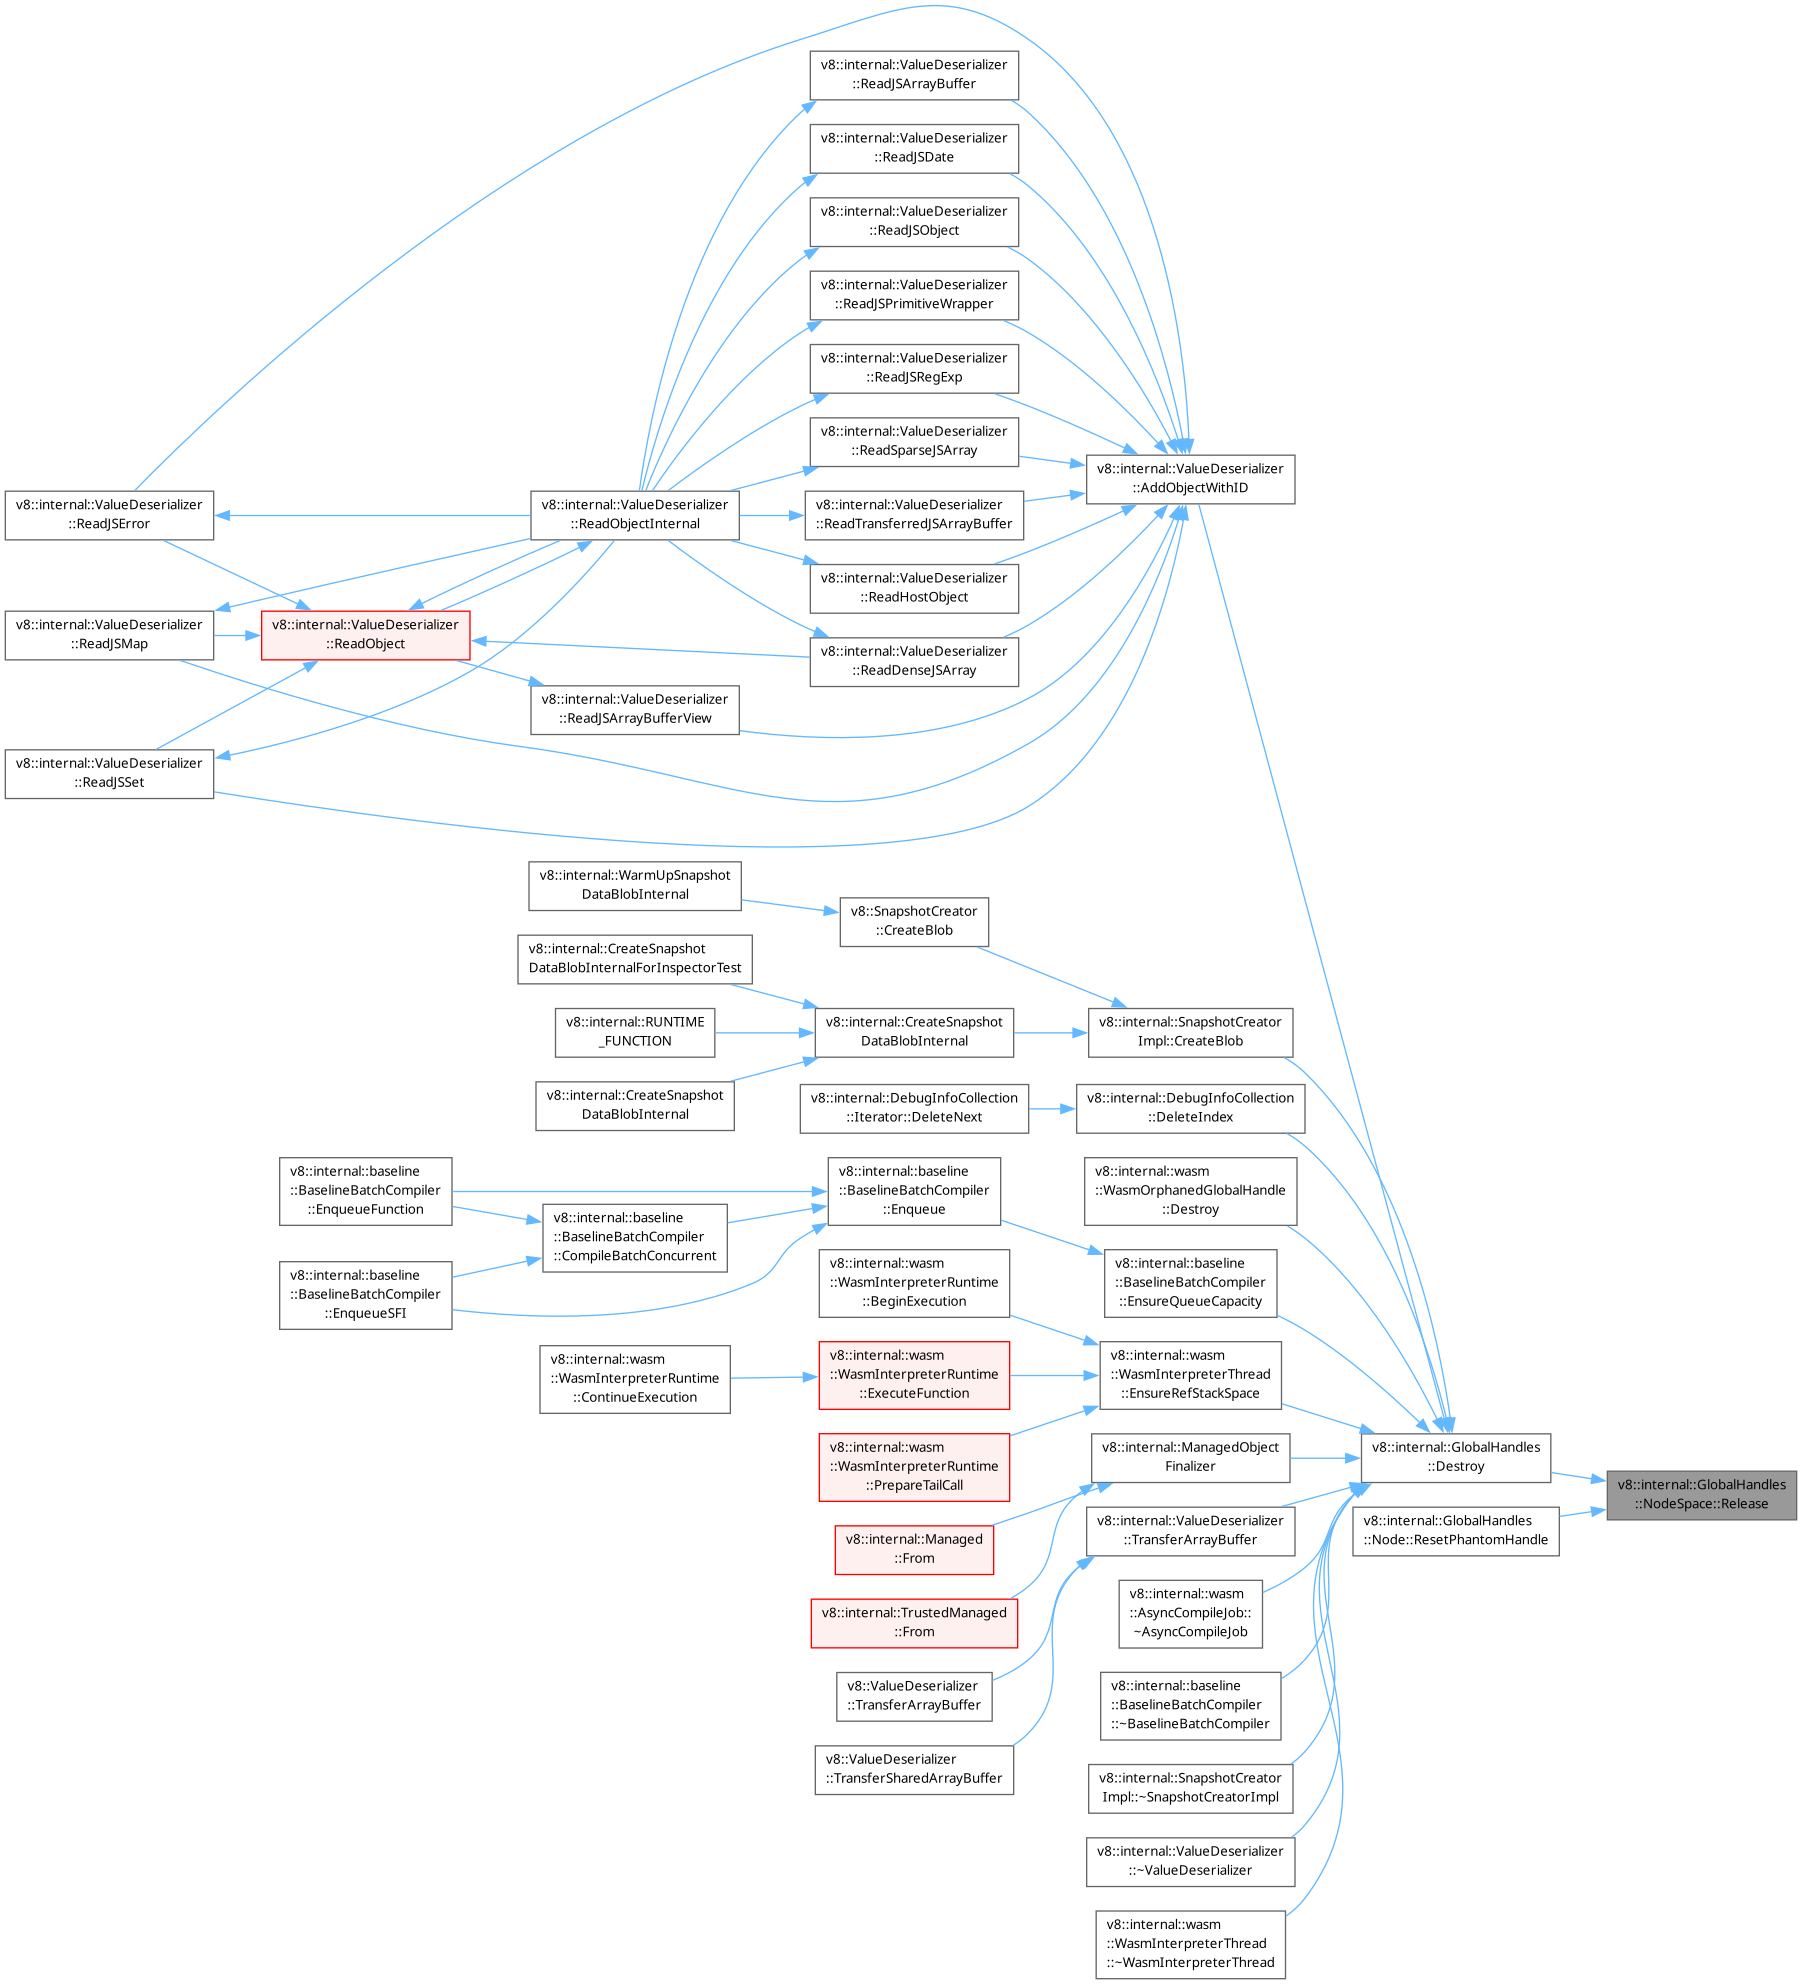 v8::internal::ValueDeserializer
::ReadJSArrayBuffer
v8::internal::ValueDeserializer
::ReadJSDate
v8::internal::ValueDeserializer
::ReadJSObject
v8::internal::ValueDeserializer
::ReadJSPrimitiveWrapper
v8::internal::ValueDeserializer
::ReadJSRegExp
v8::internal::ValueDeserializer
::ReadSparseJSArray
v8::internal::ValueDeserializer
::AddObjectWithID
v8::internal::ValueDeserializer
::ReadJSError
v8::internal::ValueDeserializer
::ReadObjectInternal
v8::internal::ValueDeserializer
::ReadTransferredJSArrayBuffer
v8::internal::ValueDeserializer
::ReadHostObject
v8::internal::ValueDeserializer
::ReadJSMap
v8::internal::ValueDeserializer
::ReadObject
v8::internal::ValueDeserializer
::ReadDenseJSArray
v8::internal::ValueDeserializer
::ReadJSArrayBufferView
v8::internal::ValueDeserializer
::ReadJSSet
v8::internal::WarmUpSnapshot
DataBlobInternal
v8::SnapshotCreator
::CreateBlob
v8::internal::CreateSnapshot
DataBlobInternalForInspectorTest
v8::internal::RUNTIME
_FUNCTION
v8::internal::CreateSnapshot
DataBlobInternal
v8::internal::SnapshotCreator
Impl::CreateBlob
v8::internal::CreateSnapshot
DataBlobInternal
v8::internal::DebugInfoCollection
::Iterator::DeleteNext
v8::internal::DebugInfoCollection
::DeleteIndex
v8::internal::baseline
::BaselineBatchCompiler
::EnqueueFunction
v8::internal::baseline
::BaselineBatchCompiler
::Enqueue
v8::internal::wasm
::WasmOrphanedGlobalHandle
::Destroy
v8::internal::baseline
::BaselineBatchCompiler
::CompileBatchConcurrent
v8::internal::baseline
::BaselineBatchCompiler
::EnqueueSFI
v8::internal::wasm
::WasmInterpreterRuntime
::BeginExecution
v8::internal::baseline
::BaselineBatchCompiler
::EnsureQueueCapacity
v8::internal::wasm
::WasmInterpreterRuntime
::ContinueExecution
v8::internal::wasm
::WasmInterpreterRuntime
::ExecuteFunction
v8::internal::wasm
::WasmInterpreterThread
::EnsureRefStackSpace
v8::internal::wasm
::WasmInterpreterRuntime
::PrepareTailCall
v8::internal::ManagedObject
Finalizer
v8::internal::GlobalHandles
::Destroy
v8::internal::GlobalHandles
::NodeSpace::Release
v8::internal::Managed
::From
v8::internal::ValueDeserializer
::TransferArrayBuffer
v8::internal::GlobalHandles
::Node::ResetPhantomHandle
v8::internal::TrustedManaged
::From
v8::internal::wasm
::AsyncCompileJob::
~AsyncCompileJob
v8::ValueDeserializer
::TransferArrayBuffer
v8::internal::baseline
::BaselineBatchCompiler
::~BaselineBatchCompiler
v8::ValueDeserializer
::TransferSharedArrayBuffer
v8::internal::SnapshotCreator
Impl::~SnapshotCreatorImpl
v8::internal::ValueDeserializer
::~ValueDeserializer
v8::internal::wasm
::WasmInterpreterThread
::~WasmInterpreterThread